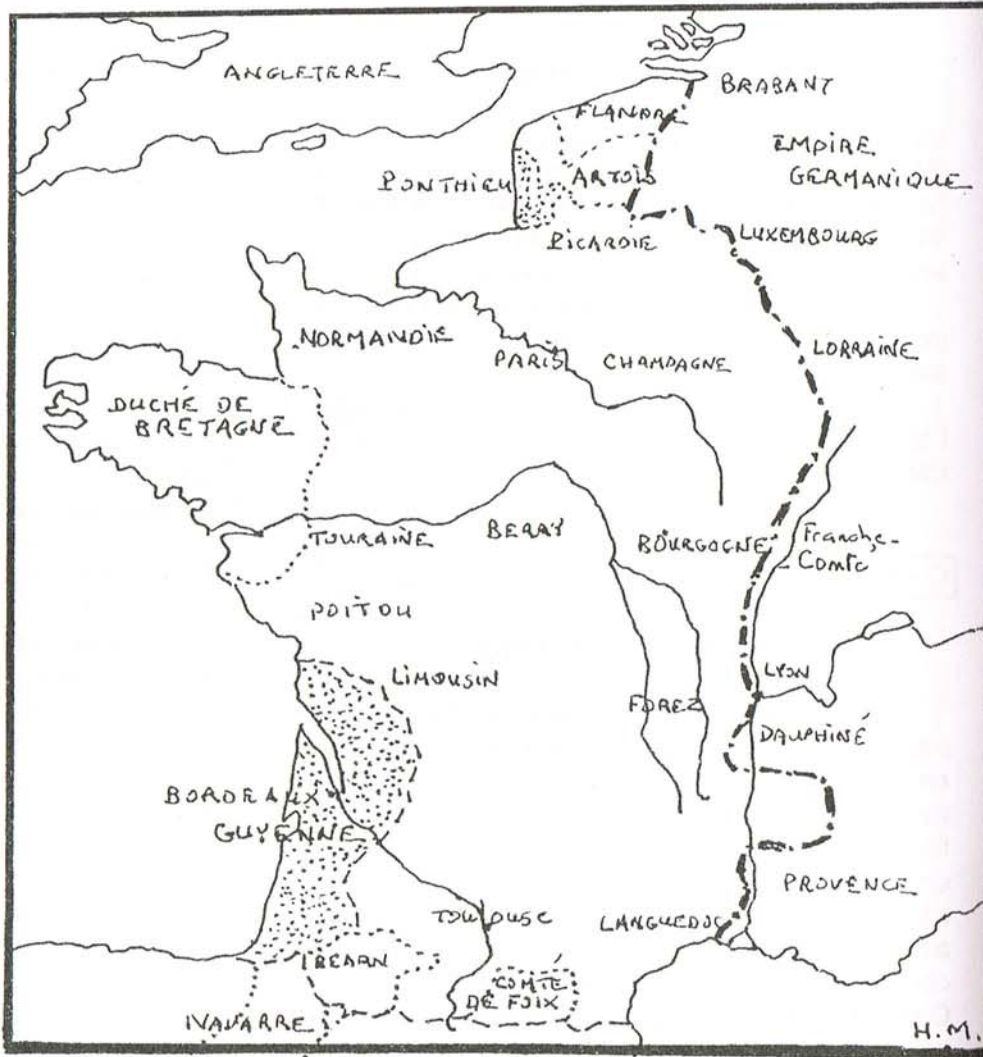 ANGLETERRE
BRABANT
FLANDRE
EMPIRE
GERMANIQUE
PONTHIEU
ARTOIS
PICARDIE
LUXEMBOURG
NORMANDIE
PARIS
CHAMPAGNE
LORRAINE
DUCHÉ DE
BRETAGNE
TOURAINE
BERRY
BOURGOGNE
Franche-
Comté
POITOU
LIMOUSIN
LYON
FOREZ
DAUPHINÉ
BORDEAUX
GUYENNE
PROVENCE
TOULOUSE
LANGUEDOC
BEARN
COMTÉ
DE FOIX
NAVARRE
H.M.